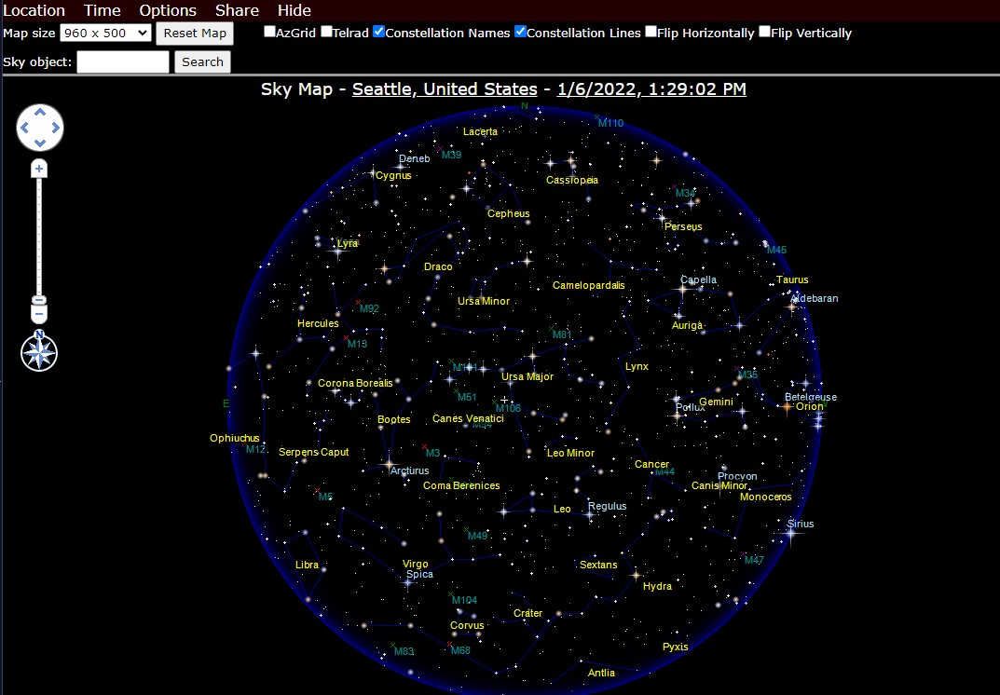 Location Time Options Share Hide
Map size 960 x 500 Reset Map AzGrid Telrad Constellation Names Constellation Lines Flip Horizontally Flip Vertically
Sky object: Search
Sky Map - Seattle, United States - 1/6/2022, 1:29:02 PM
N
M110
Lacerta
M39
Deneb
Cygnus
Cassiopeia
M34
Cepheus
Perseus
Lyra
M45
Draco
Capella
Taurus
Camelopardalis
Aldebaran
Ursa Minor
M92
Hercules
Auriga
M81
M13
Lynx
M101
M35
Ursa Major
Corona Borealis
M51
Betelgeuse
E
Pollux
Gemini
Orion
M106
Bootes
Canes Venatici
M94
Ophiuchus
M12
Serpens Caput
M3
Leo Minor
Cancer
M44
Arcturus
Procyon
Coma Berenices
Canis Minor
M5
Monoceros
Leo
Regulus
Sirius
M49
M47
Libra
Virgo
Sextans
Spica
Hydra
M104
Crater
Corvus
M83
M68
Pyxis
Antlia
N